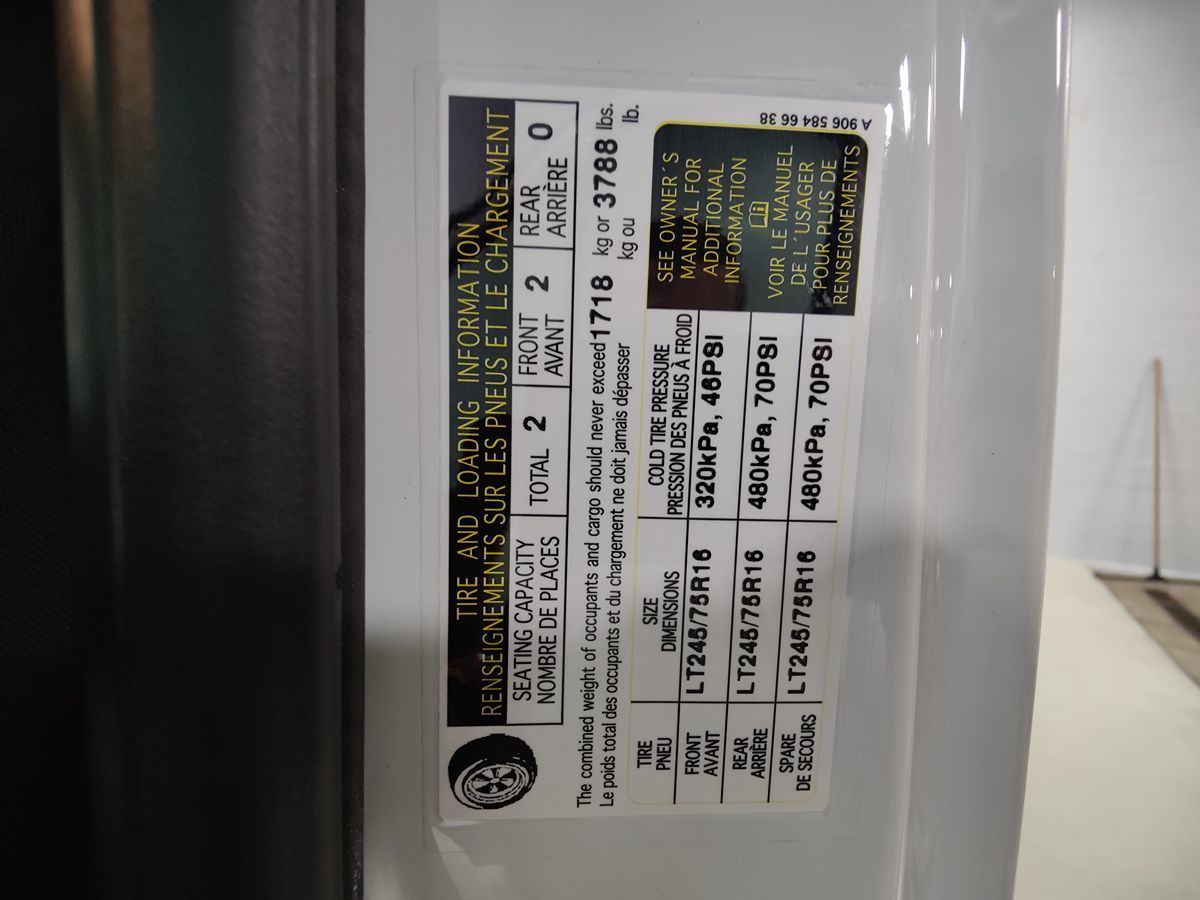 TIRE AND LOADING INFORMATION
RENSEIGNEMENTS SUR LES PNEUS ET LE CHARGEMENT
SEATING CAPACITY
NOMBRE DE PLACES
TOTAL 2
FRONT
AVANT 2
REAR
ARRIÈRE 0
The combined weight of occupants and cargo should never exceed 1718 kg or 3788 lbs.
Le poids total des occupants et du chargement ne doit jamais dépasser kg ou lb.
TIRE
PNEU
SIZE
DIMENSIONS
COLD TIRE PRESSURE
PRESSION DES PNEUS À FROID
FRONT
AVANT
LT245/75R16
320kPa, 46PSI
REAR
ARRIÈRE
LT245/75R16
480kPa, 70PSI
SPARE
DE SECOURS
LT245/75R16
480kPa, 70PSI
SEE OWNER´S
MANUAL FOR
ADDITIONAL
INFORMATION
VOIR LE MANUEL
DE L´USAGER
POUR PLUS DE
RENSEIGNEMENTS
A 906 584 66 38